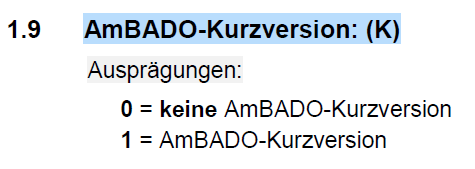 1.9 AmBADO-Kurzversion: (K)
Ausprägungen:
0 = keine AmBADO-Kurzversion
1 = AmBADO-Kurzversion